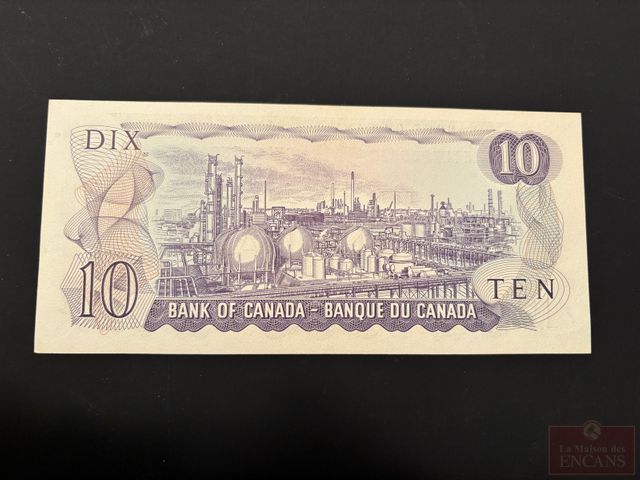 DIX
10
10
TEN
BANK OF CANADA - BANQUE DU CANADA
La Maison des
ENCANS